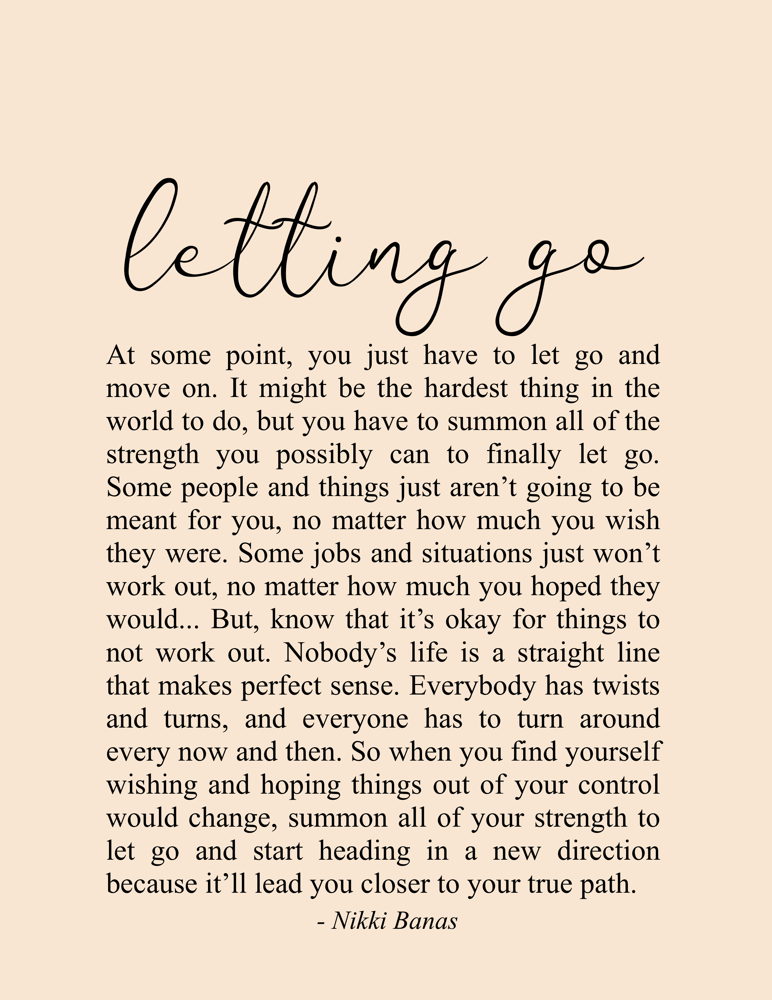 letting go
At some point, you just have to let go and
move on. It might be the hardest thing in the
world to do, but you have to summon all of the
strength you possibly can to finally let go.
Some people and things just aren’t going to be
meant for you, no matter how much you wish
they were. Some jobs and situations just won’t
work out, no matter how much you hoped they
would... But, know that it’s okay for things to
not work out. Nobody’s life is a straight line
that makes perfect sense. Everybody has twists
and turns, and everyone has to turn around
every now and then. So when you find yourself
wishing and hoping things out of your control
would change, summon all of your strength to
let go and start heading in a new direction
because it’ll lead you closer to your true path.
- Nikki Banas